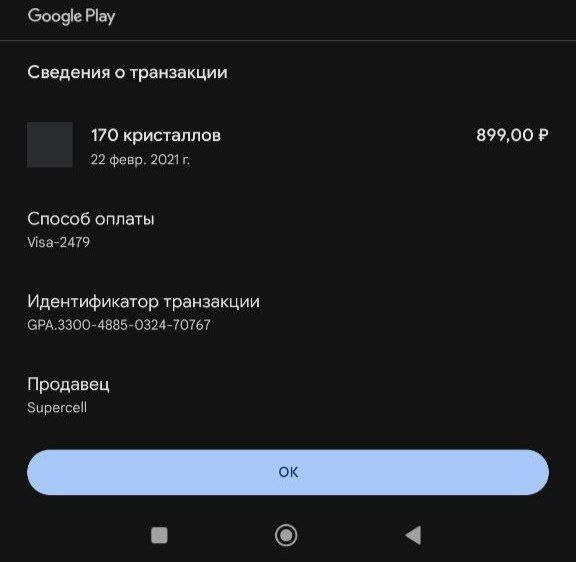 Google Play
Сведения о транзакции
170 кристаллов
899,00 ₽
22 февр. 2021 г.
Способ оплаты
Visa-2479
Идентификатор транзакции
GPA.3300-4885-0324-70767
Продавец
Supercell
ОК